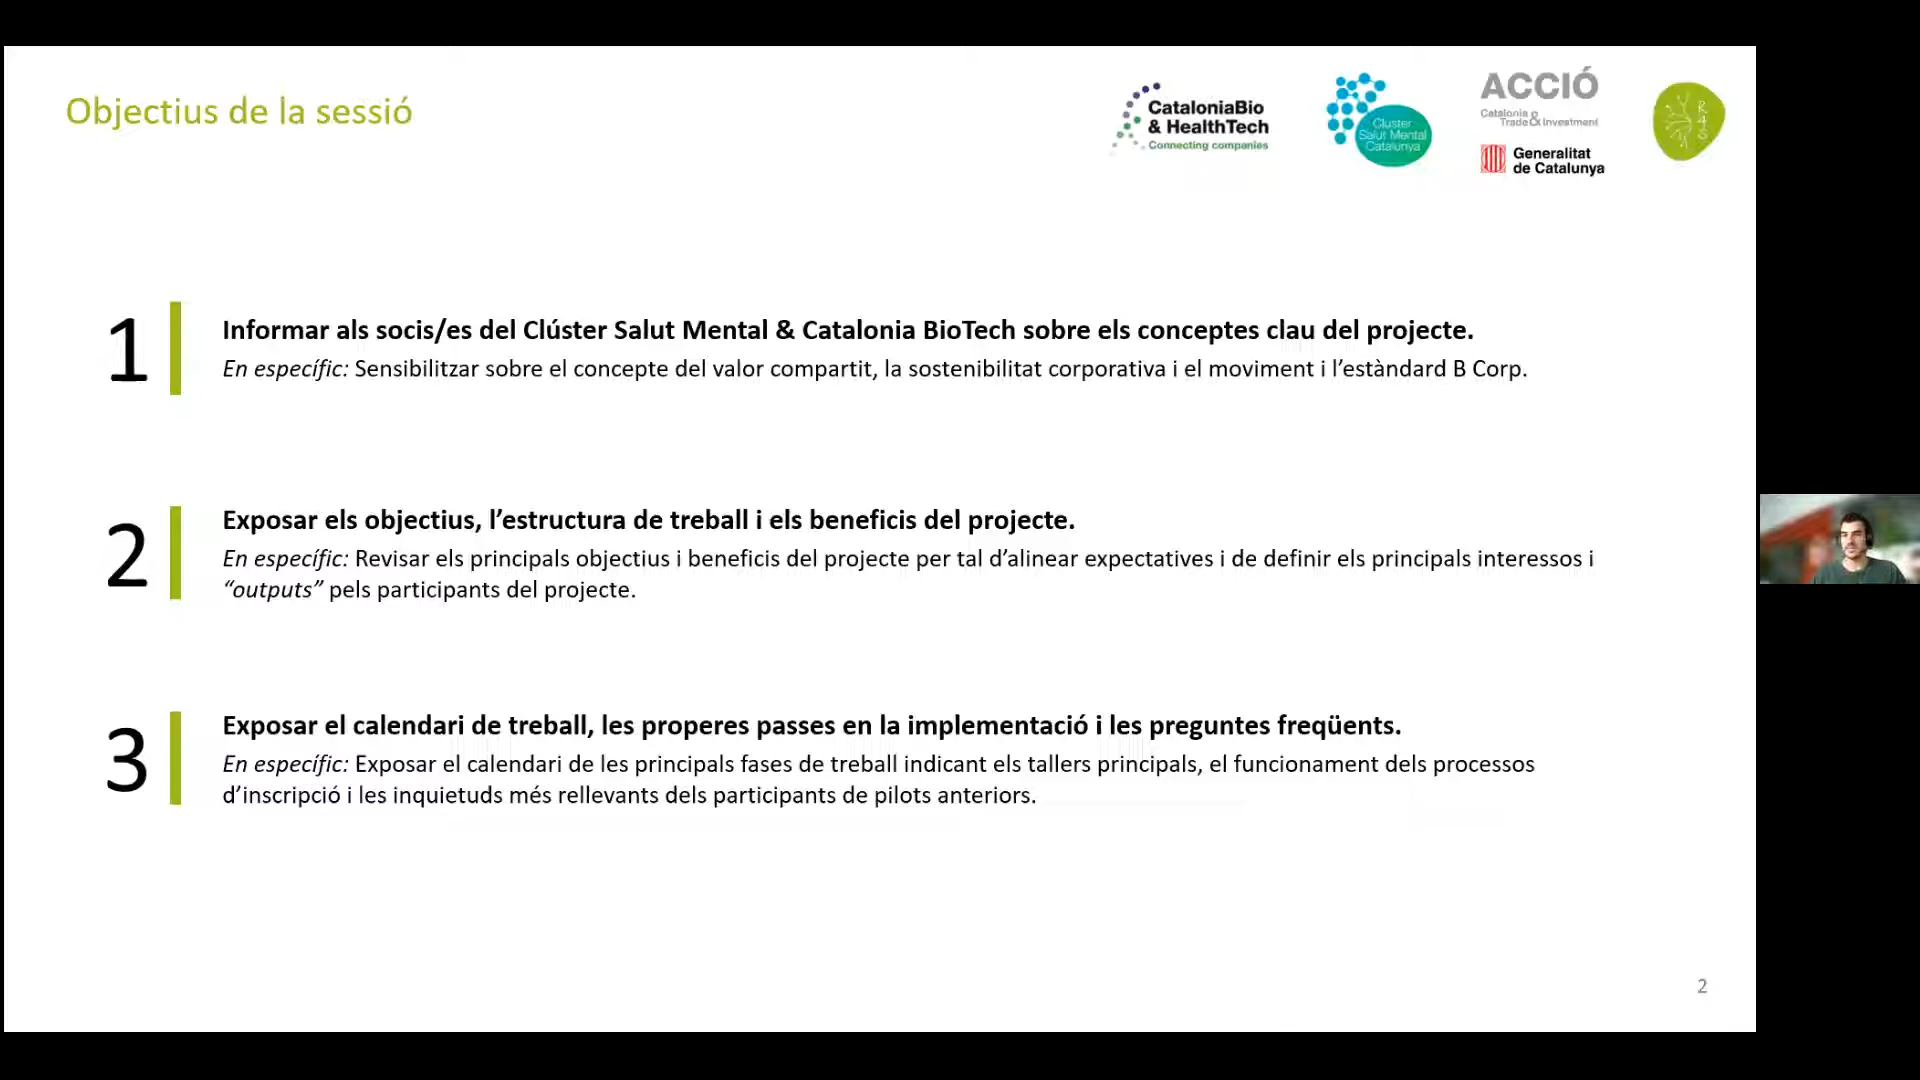 Objectius de la sessió
CataloniaBio
& HealthTech
Connecting companies
Clúster
Salut Mental
Catalunya
ACCIÓ
Catalonia
Trade & Investment
Generalitat
de Catalunya
R4S
1
Informar als socis/es del Clúster Salut Mental & Catalonia BioTech sobre els conceptes clau del projecte.
En específic: Sensibilitzar sobre el concepte del valor compartit, la sostenibilitat corporativa i el moviment i l’estàndard B Corp.
2
Exposar els objectius, l’estructura de treball i els beneficis del projecte.
En específic: Revisar els principals objectius i beneficis del projecte per tal d’alinear expectatives i de definir els principals interessos i
“outputs” pels participants del projecte.
3
Exposar el calendari de treball, les properes passes en la implementació i les preguntes freqüents.
En específic: Exposar el calendari de les principals fases de treball indicant els tallers principals, el funcionament dels processos
d’inscripció i les inquietuds més rellevants dels participants de pilots anteriors.
2